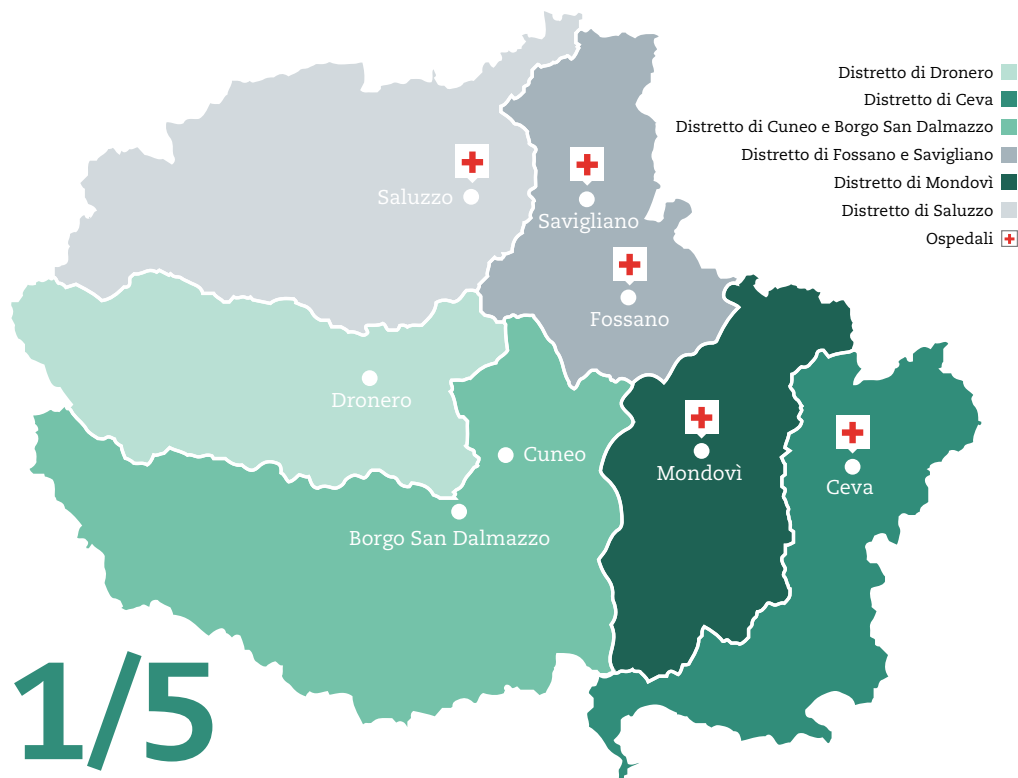 Distretto di Dronero
Distretto di Ceva
Distretto di Cuneo e Borgo San Dalmazzo
Distretto di Fossano e Savigliano
Distretto di Mondovì
Distretto di Saluzzo
Ospedali
Saluzzo
Savigliano
Fossano
Dronero
Cuneo
Mondovì
Ceva
Borgo San Dalmazzo
1/5